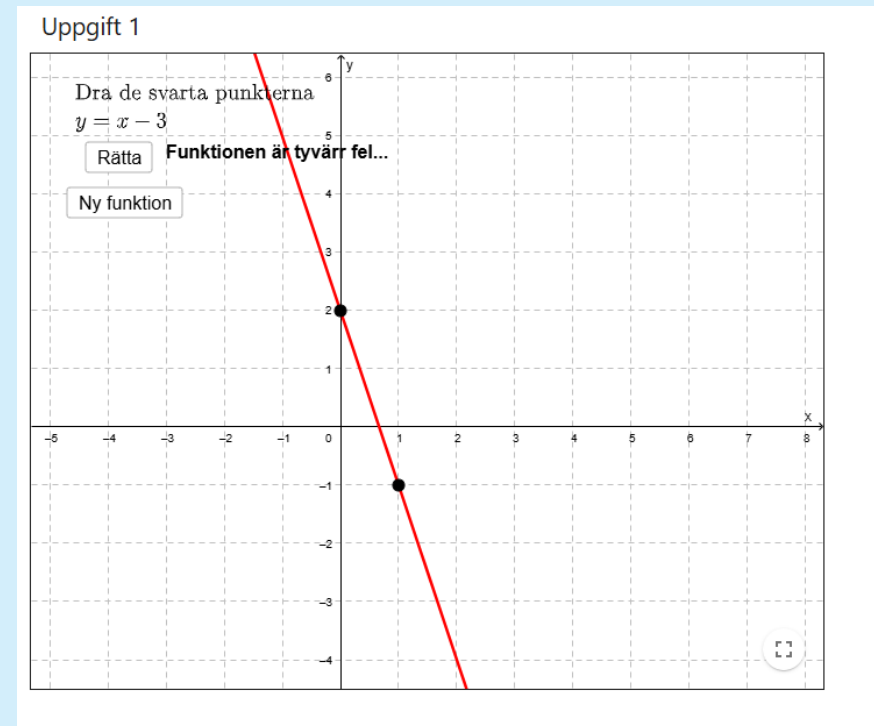 Uppgift 1
Dra de svarta punkterna
y = x − 3
Rätta Funktionen är tyvärr fel...
Ny funktion
y
6
5
4
3
2
1
x
−5 −4 −3 −2 −1 0 1 2 3 4 5 6 7 8
−1
−2
−3
−4